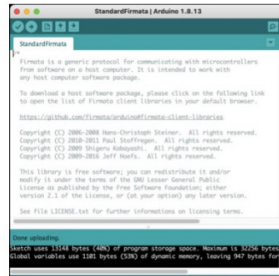 StandardFirmata | Arduino 1.8.13
StandardFirmata
Firmata is a generic protocol for communicating with microcontrollers
from software on a host computer. It is intended to work with
any host computer software package.
To download a host software package, please click on the following link
to open the list of Firmata client libraries in your default browser.
https://github.com/firmata/arduino#firmata-client-libraries
Copyright (C) 2006-2008 Hans-Christoph Steiner. All rights reserved.
Copyright (C) 2010-2011 Paul Stoffregen. All rights reserved.
Copyright (C) 2009 Shigeru Kobayashi. All rights reserved.
Copyright (C) 2009-2016 Jeff Hoefs. All rights reserved.
This library is free software; you can redistribute it and/or
modify it under the terms of the GNU Lesser General Public
License as published by the Free Software Foundation; either
version 2.1 of the License, or (at your option) any later version.
See file LICENSE.txt for further informations on licensing terms.
Done uploading.
Sketch uses 13148 bytes (40%) of program storage space. Maximum is 32256 bytes
Global variables use 1101 bytes (53%) of dynamic memory, leaving 947 bytes for